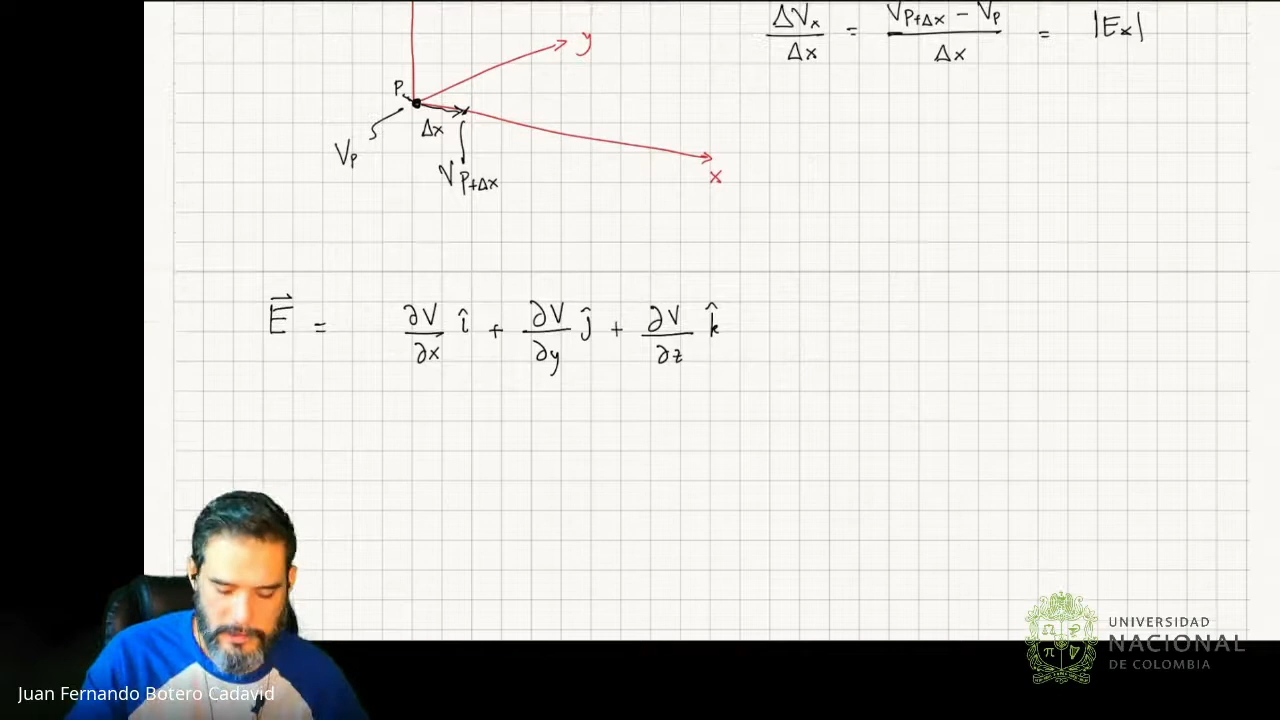 ΔVx / Δx = (VP+Δx − VP) / Δx = |Ex|
y
P
Δx
VP
VP+Δx
x
E⃗ = ∂V/∂x î + ∂V/∂y ĵ + ∂V/∂z k̂
UNIVERSIDAD
NACIONAL
DE COLOMBIA
Juan Fernando Botero Cadavid